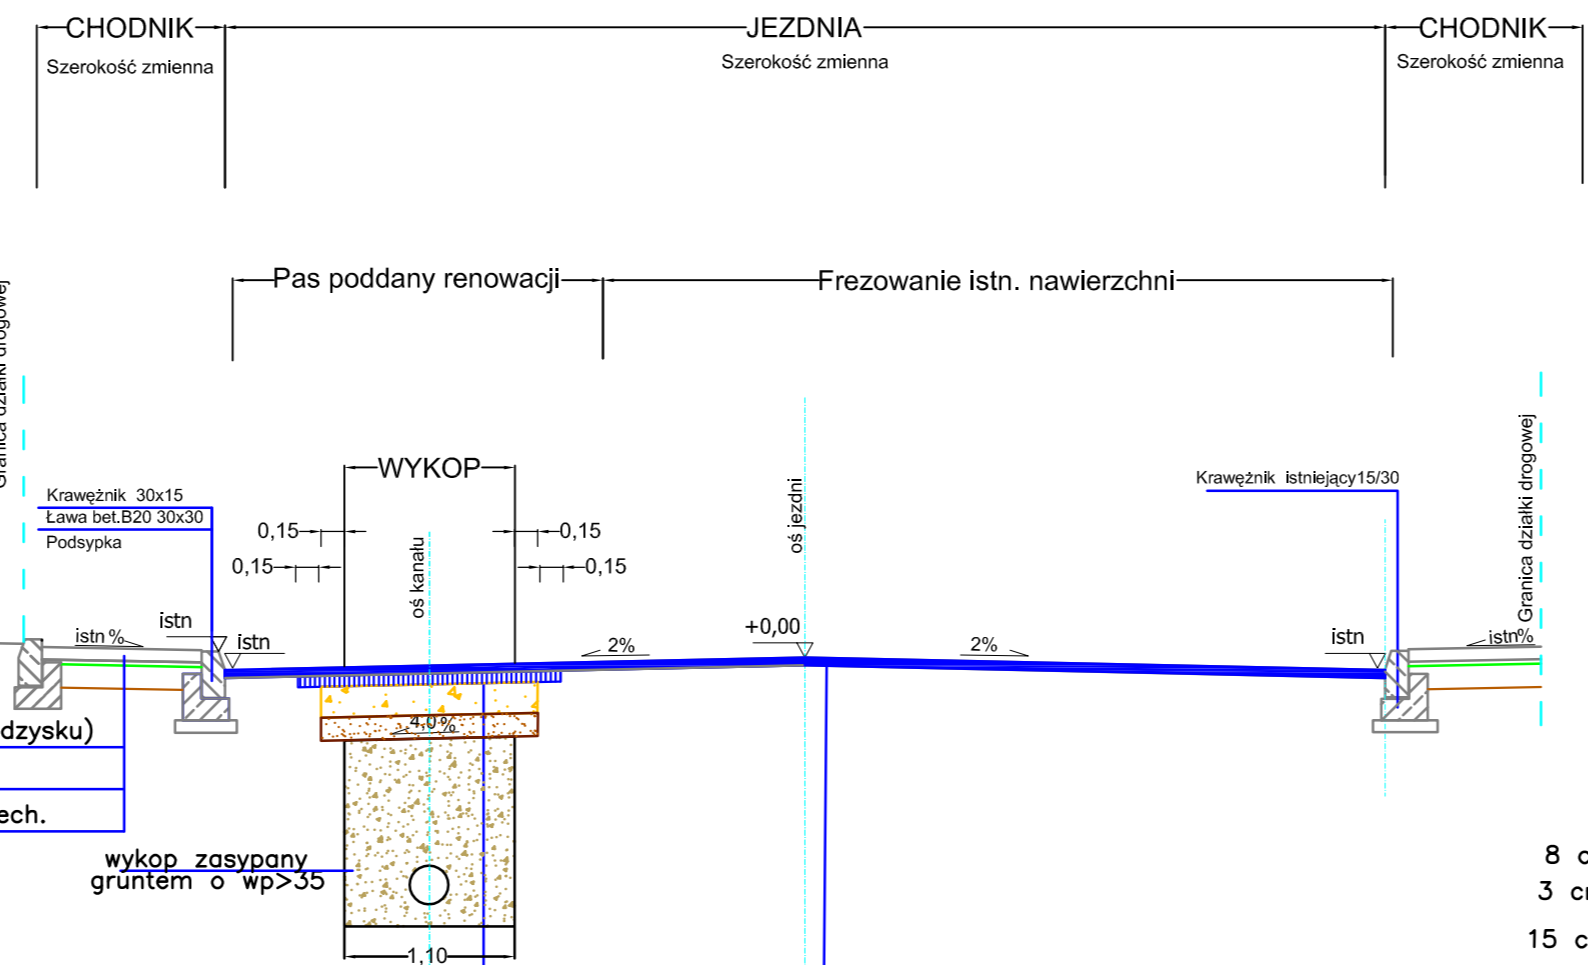 CHODNIK
JEZDNIA
CHODNIK
Szerokość zmienna
Szerokość zmienna
Szerokość zmienna
Pas poddany renowacji
Frezowanie istn. nawierzchni
Granica działki drogowej
WYKOP
Krawężnik 30x15
Ława bet.B20 30x30
Podsypka
0,15
0,15
0,15
0,15
oś kanału
oś jezdni
Krawężnik istniejący15/30
Granica działki drogowej
istn
istn
istn %
2%
+0,00
2%
istn
istn%
4,0%
dzysku)
ech.
wykop zasypany
gruntem o wp>35
1,10
8 c
3 cr
15 c